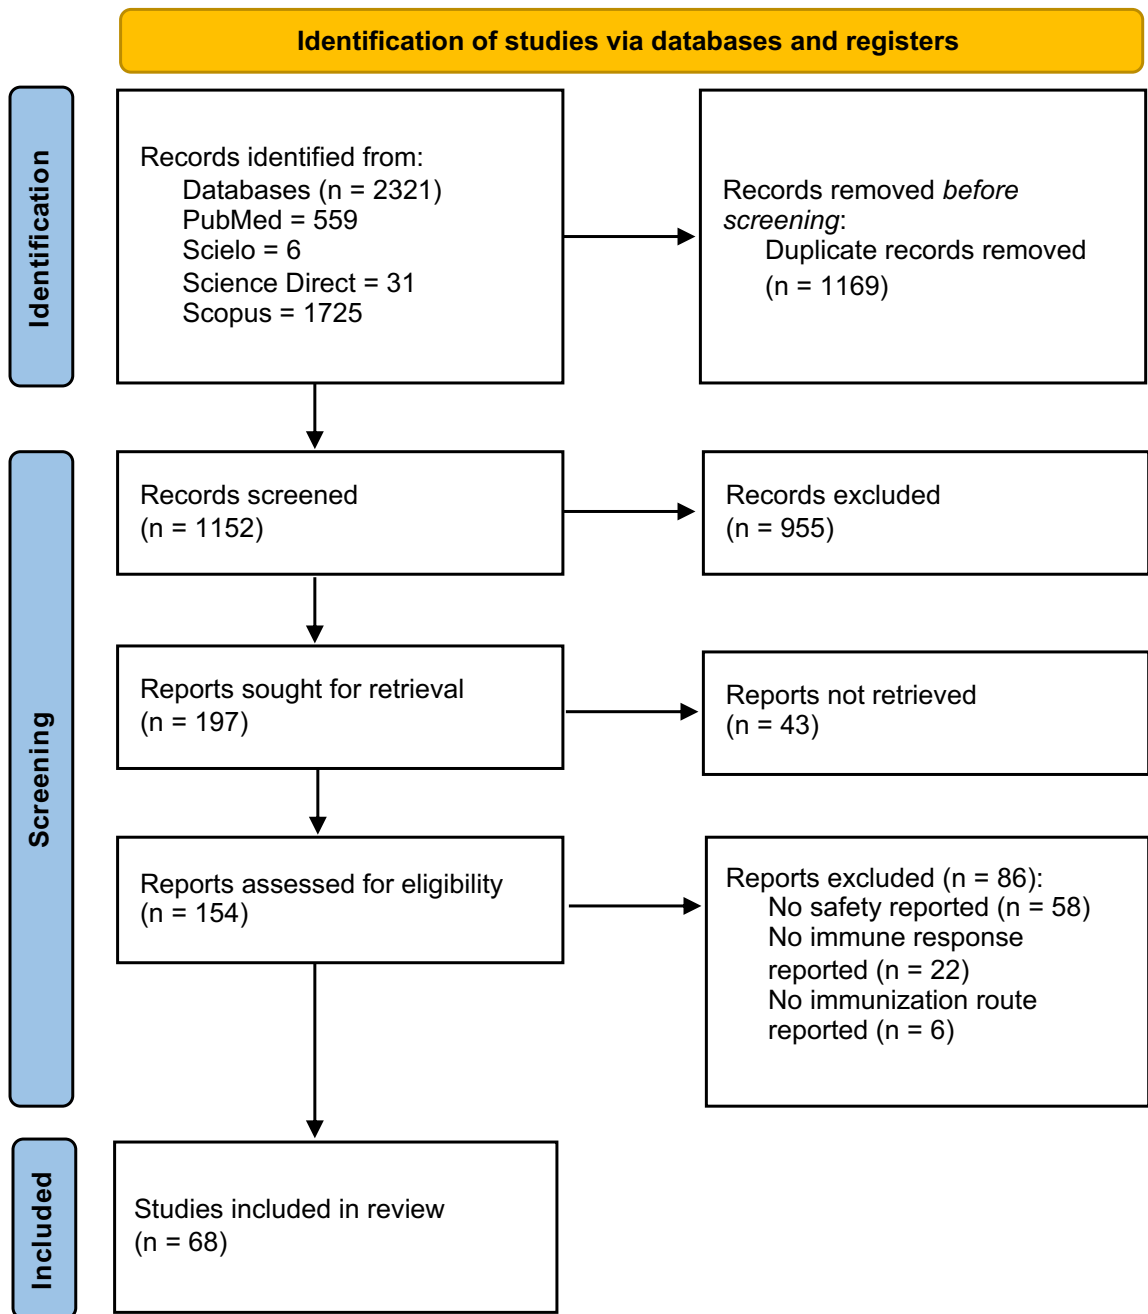 Identification of studies via databases and registers
Identification
Records identified from:
Databases (n = 2321)
PubMed = 559
Scielo = 6
Science Direct = 31
Scopus = 1725
Records removed before
screening:
Duplicate records removed
(n = 1169)
Screening
Records screened
(n = 1152)
Records excluded
(n = 955)
Reports sought for retrieval
(n = 197)
Reports not retrieved
(n = 43)
Reports assessed for eligibility
(n = 154)
Reports excluded (n = 86):
No safety reported (n = 58)
No immune response
reported (n = 22)
No immunization route
reported (n = 6)
Included
Studies included in review
(n = 68)